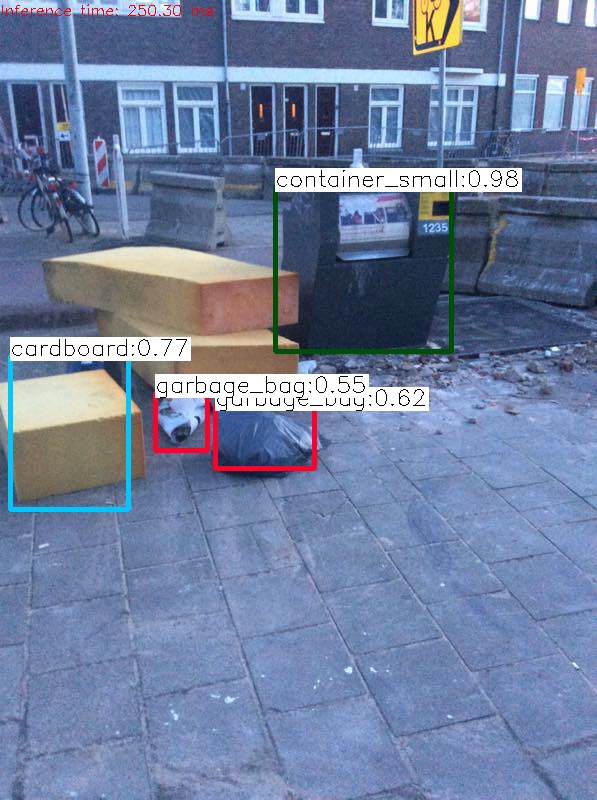 Inference time: 250.30 ms
container_small:0.98
1235
cardboard:0.77
garbage_bag:0.55
garbage_bag:0.62